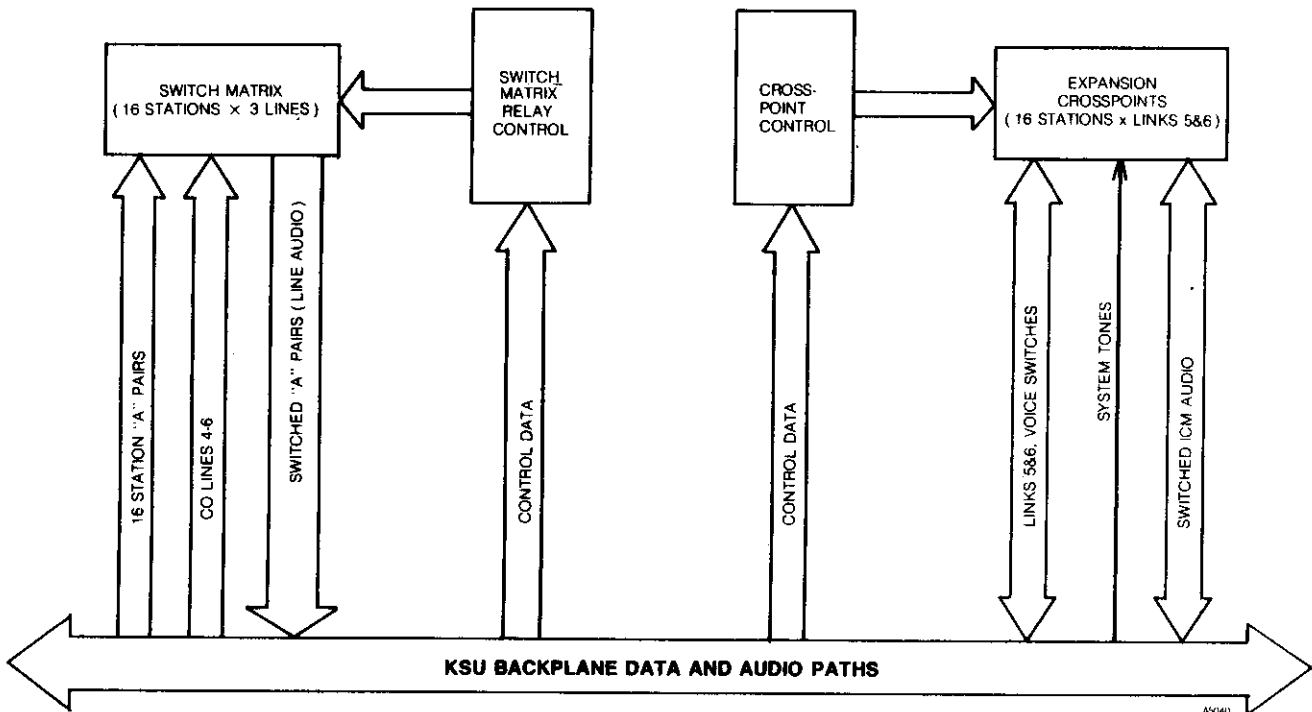 SWITCH MATRIX
( 16 STATIONS × 3 LINES )
SWITCH
MATRIX
RELAY
CONTROL
CROSS-
POINT
CONTROL
EXPANSION
CROSSPOINTS
( 16 STATIONS x LINKS 5&6 )
16 STATION "A" PAIRS
CO LINES 4-6
SWITCHED "A" PAIRS ( LINE AUDIO )
CONTROL DATA
CONTROL DATA
LINKS 5&6, VOICE SWITCHES
SYSTEM TONES
SWITCHED ICM AUDIO
KSU BACKPLANE DATA AND AUDIO PATHS